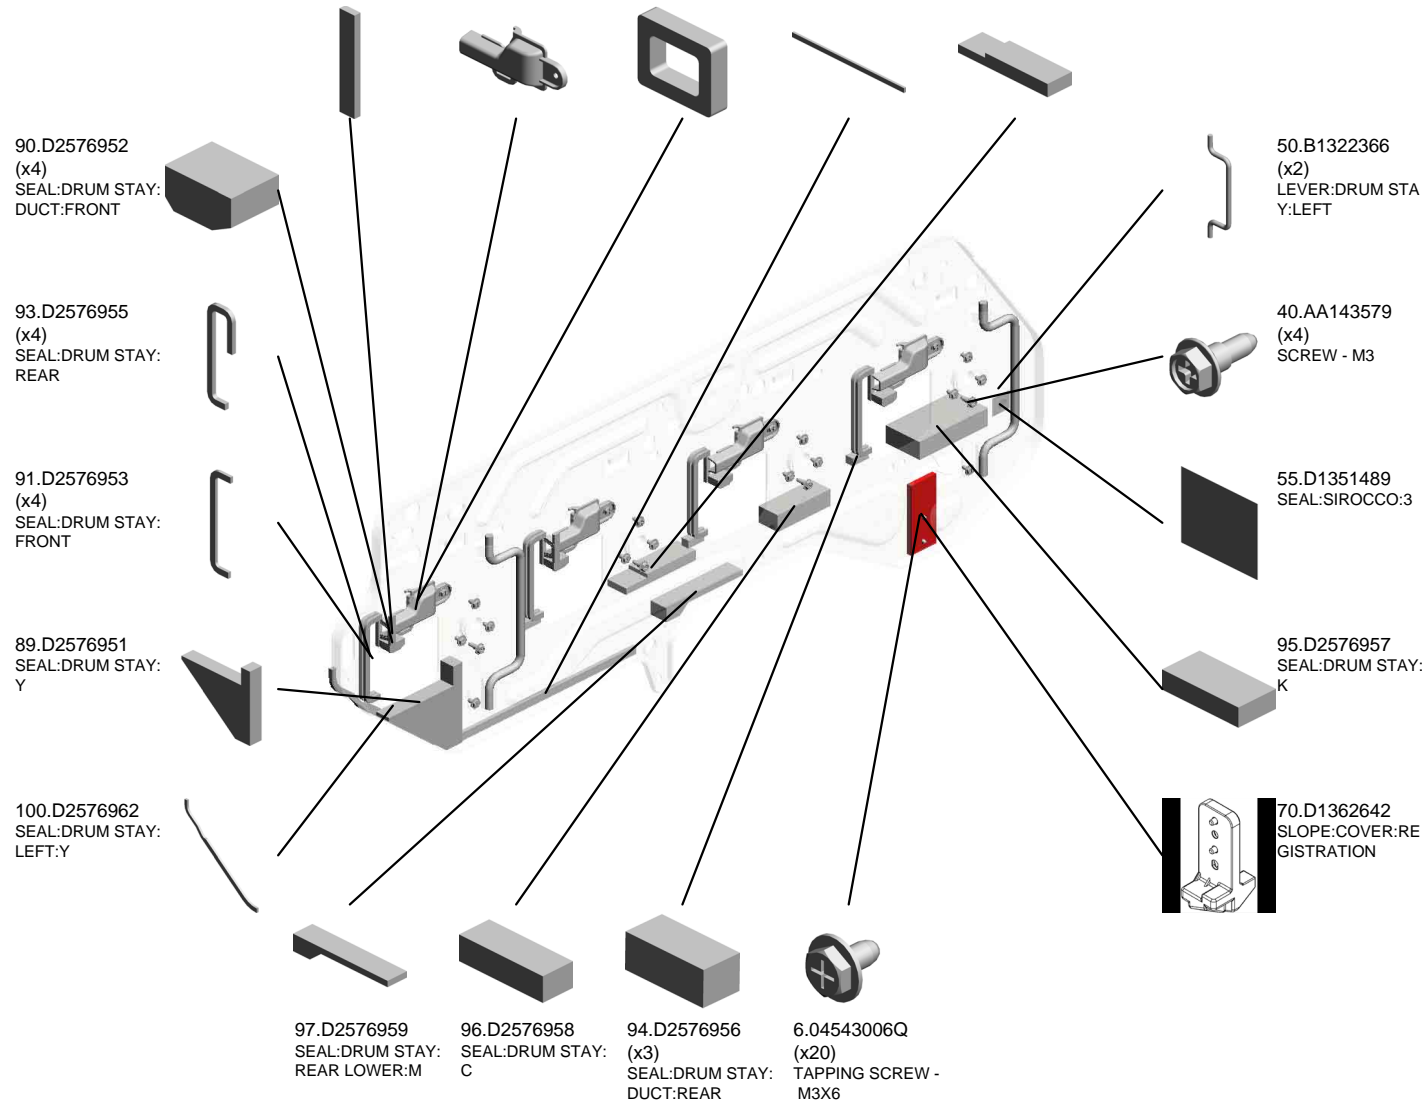 90.D2576952
(x4)
SEAL:DRUM STAY:
DUCT:FRONT
93.D2576955
(x4)
SEAL:DRUM STAY:
REAR
91.D2576953
(x4)
SEAL:DRUM STAY:
FRONT
89.D2576951
SEAL:DRUM STAY:
Y
100.D2576962
SEAL:DRUM STAY:
LEFT:Y
97.D2576959
SEAL:DRUM STAY:
REAR LOWER:M
96.D2576958
SEAL:DRUM STAY:
C
94.D2576956
(x3)
SEAL:DRUM STAY:
DUCT:REAR
6.04543006Q
(x20)
TAPPING SCREW -
M3X6
50.B1322366
(x2)
LEVER:DRUM STA
Y:LEFT
40.AA143579
(x4)
SCREW - M3
55.D1351489
SEAL:SIROCCO:3
95.D2576957
SEAL:DRUM STAY:
K
70.D1362642
SLOPE:COVER:RE
GISTRATION